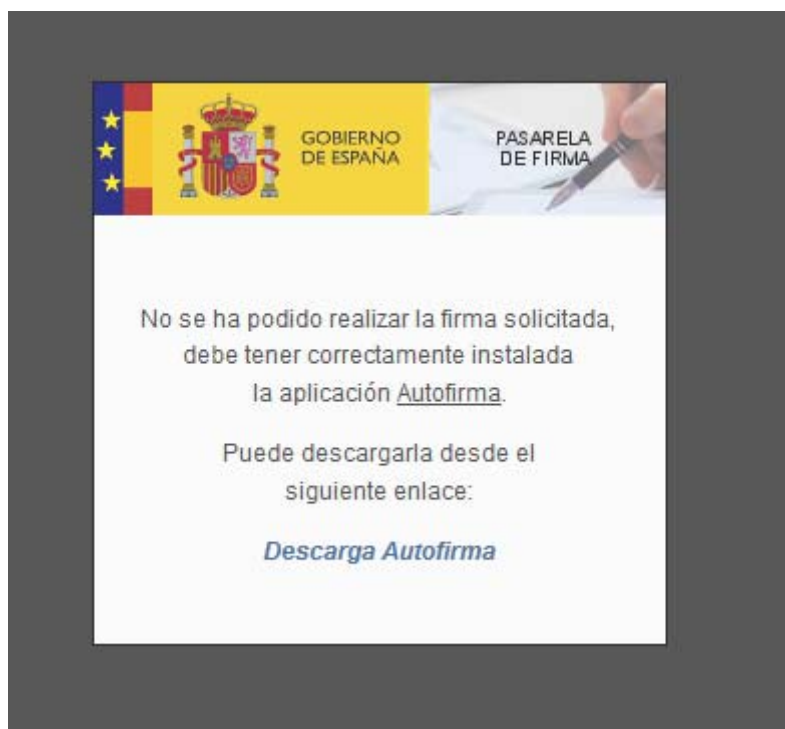 GOBIERNO
DE ESPAÑA
PASARELA
DE FIRMA
No se ha podido realizar la firma solicitada,
debe tener correctamente instalada
la aplicación Autofirma.
Puede descargarla desde el
siguiente enlace:
Descarga Autofirma